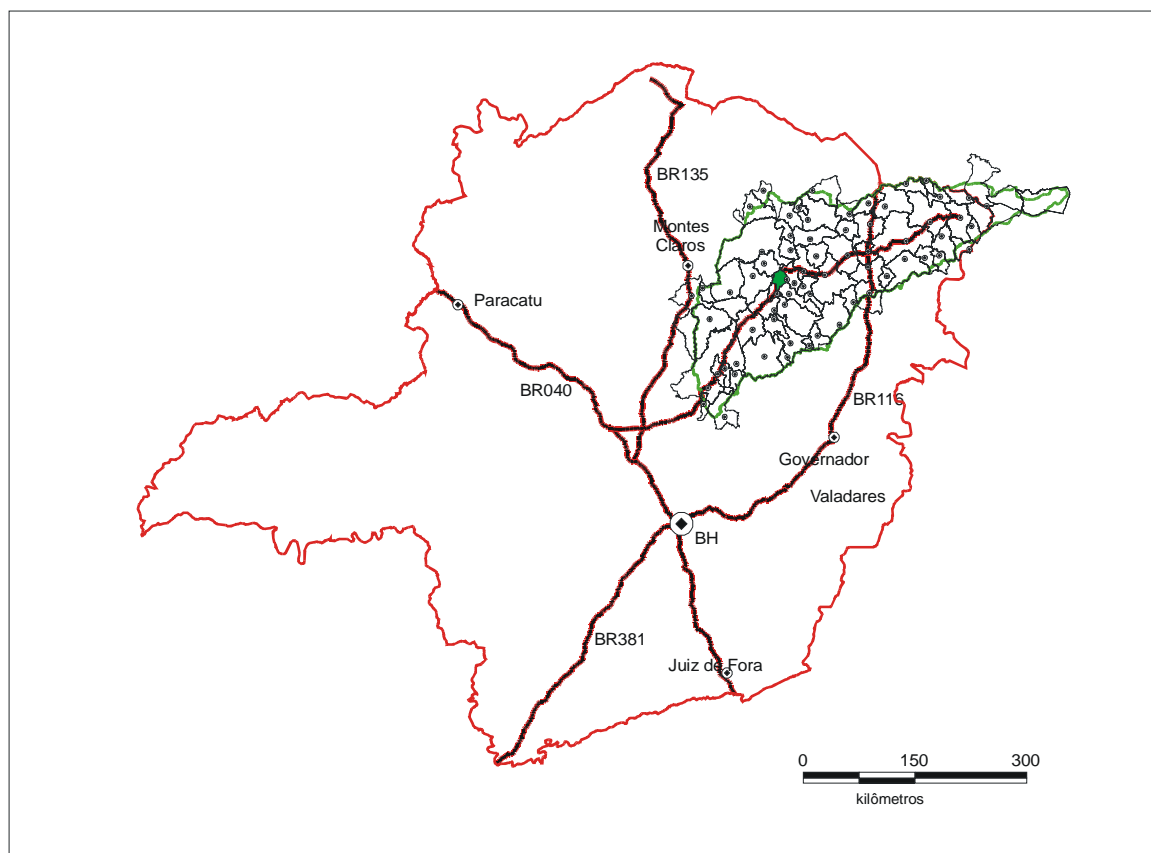 BR135
Montes
Claros
Paracatu
BR040
BR116
Governador
Valadares
BH
BR381
Juiz de Fora
0 150 300
kilômetros